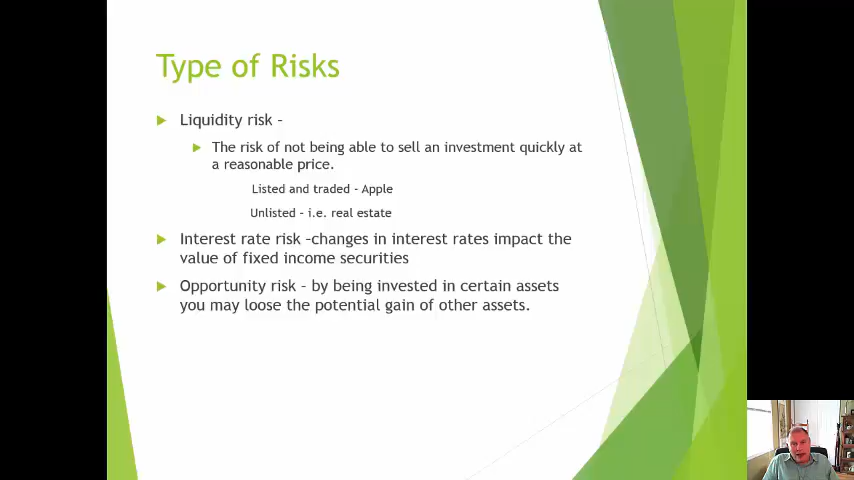 Type of Risks
Liquidity risk –
The risk of not being able to sell an investment quickly at
a reasonable price.
Listed and traded - Apple
Unlisted – i.e. real estate
Interest rate risk –changes in interest rates impact the
value of fixed income securities
Opportunity risk – by being invested in certain assets
you may loose the potential gain of other assets.